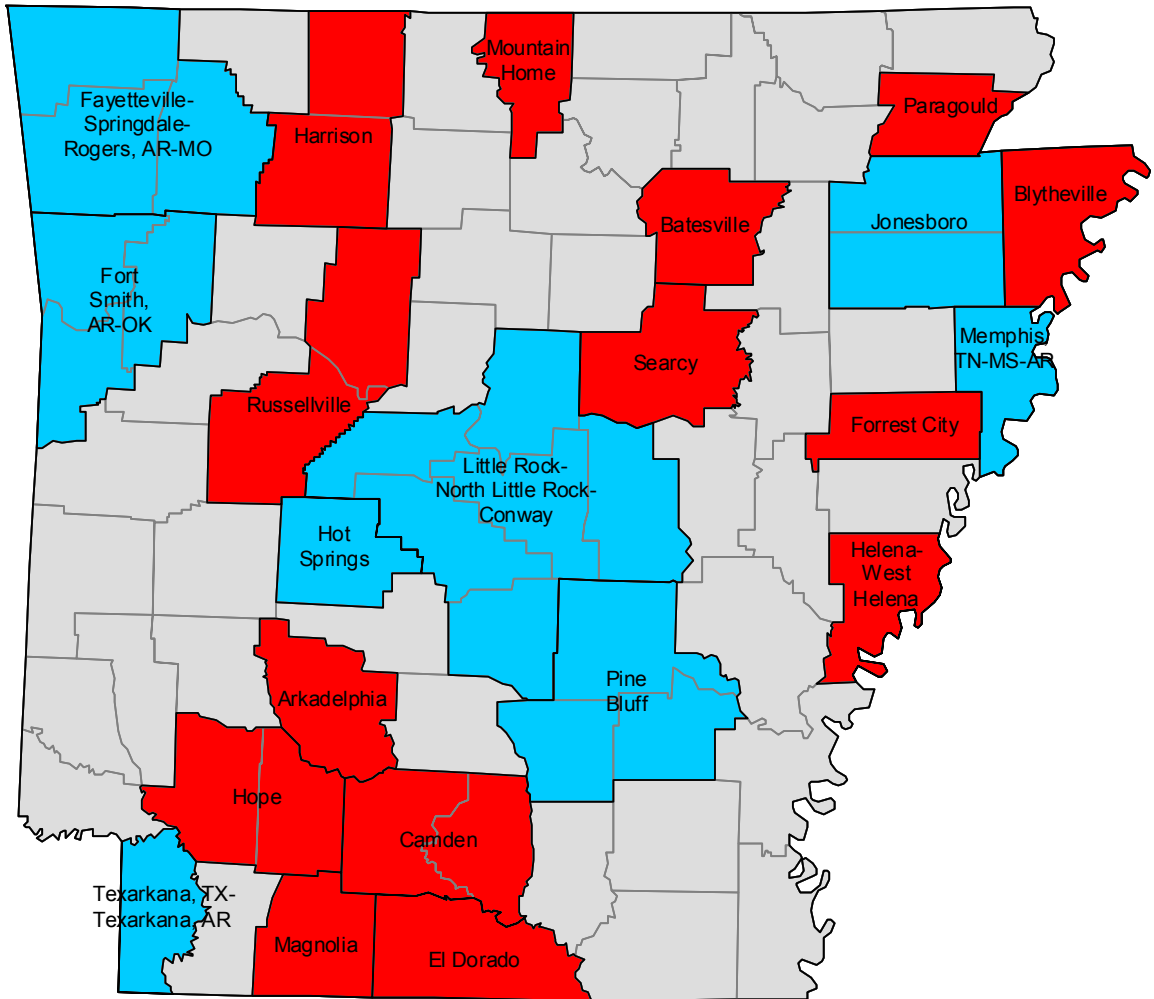 Mountain
Home
Fayetteville-
Springdale-
Rogers, AR-MO
Harrison
Paragould
Batesville
Jonesboro
Blytheville
Fort
Smith,
AR-OK
Memphis
TN-MS-AR
Searcy
Russellville
Forrest City
Little Rock-
North Little Rock-
Conway
Hot
Springs
Helena-
West
Helena
Arkadelphia
Pine
Bluff
Hope
Camden
Texarkana, TX-
Texarkana, AR
Magnolia
El Dorado